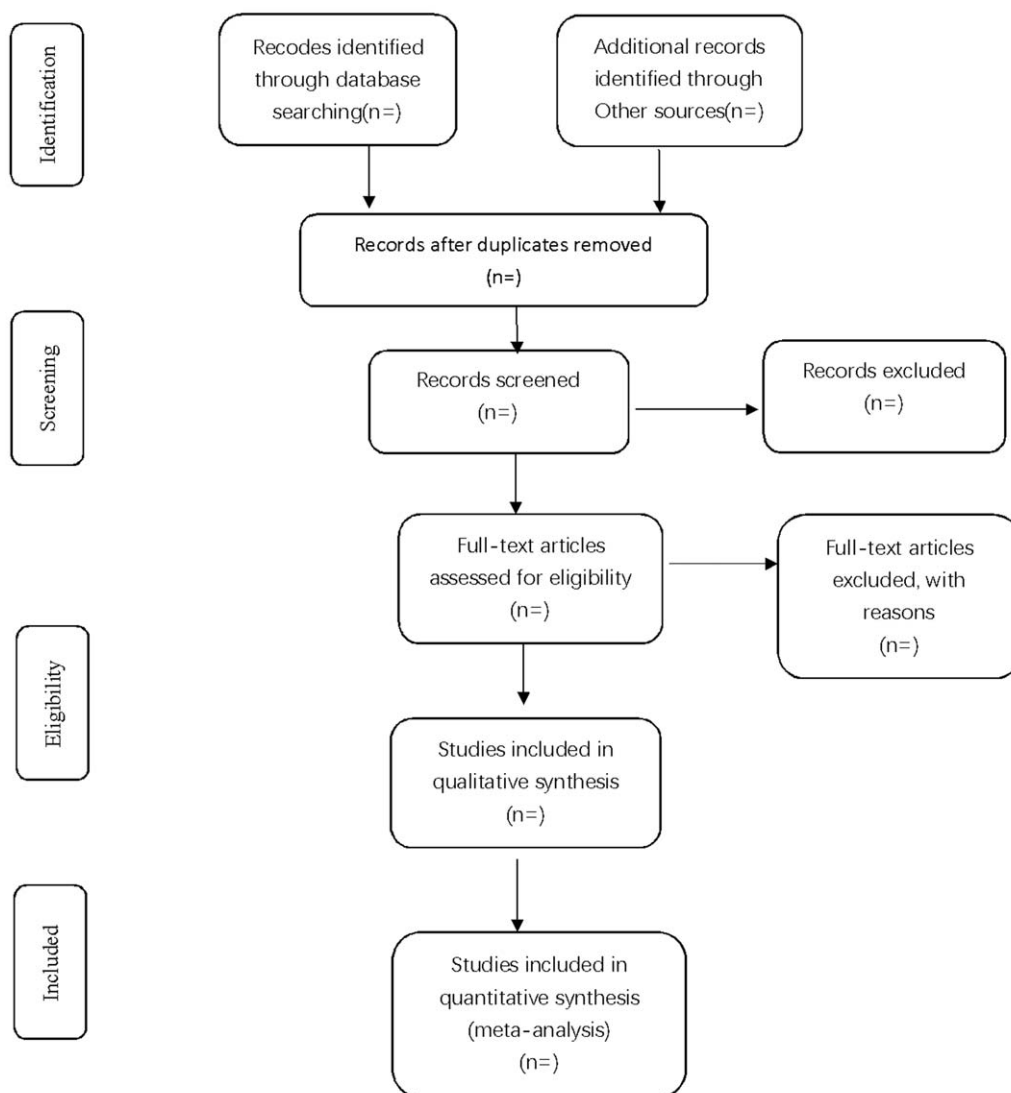 Identification
Recodes identified
through database
searching(n=)
Additional records
identified through
Other sources(n=)
Records after duplicates removed
(n=)
Screening
Records screened
(n=)
Records excluded
(n=)
Full-text articles
assessed for eligibility
(n=)
Full-text articles
excluded, with
reasons
(n=)
Eligibility
Studies included in
qualitative synthesis
(n=)
Included
Studies included in
quantitative synthesis
(meta-analysis)
(n=)